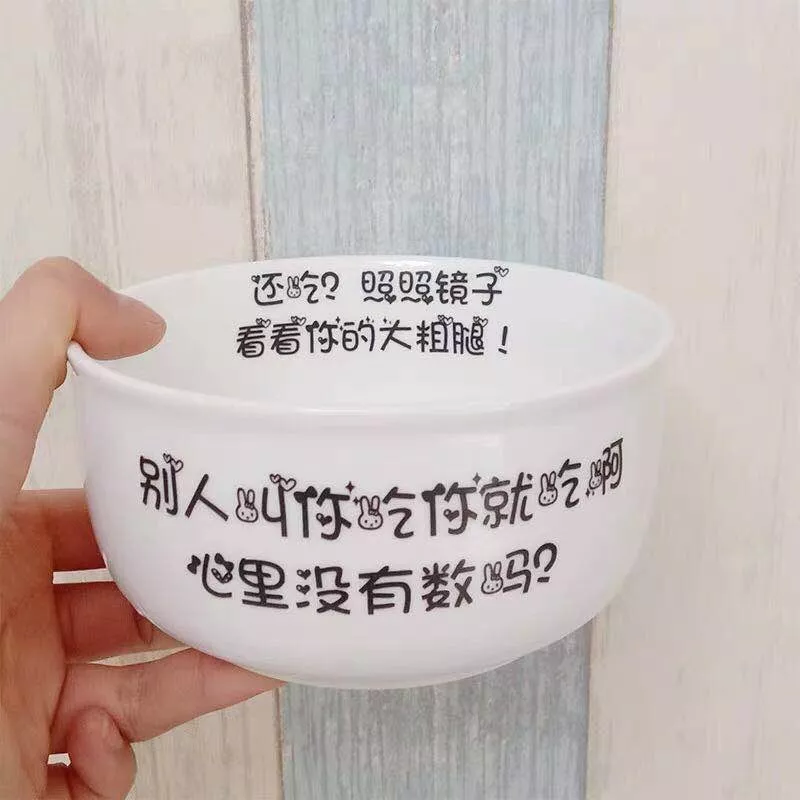 还吃? 照照镜子
看看你的大粗腿!
别人叫你吃你就吃啊
心里没有数吗?